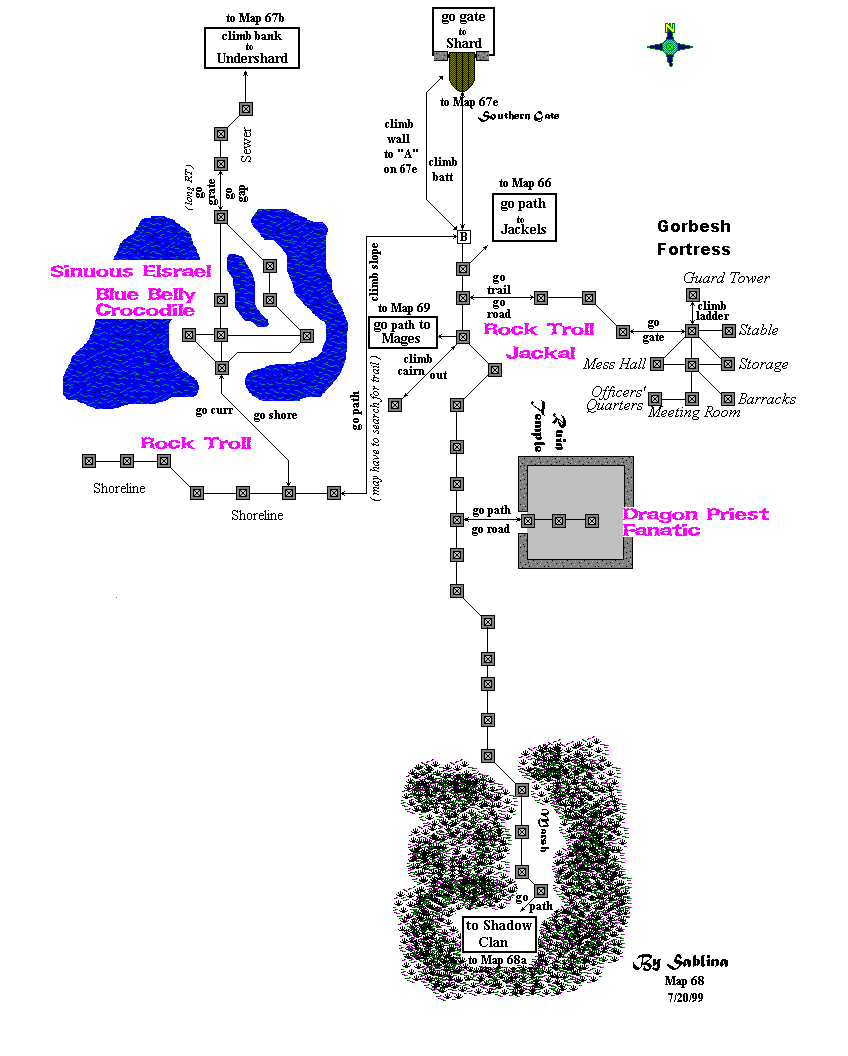 to Map 67b
climb bank
to
Undershard
go gate
to
Shard
N
to Map 67e
Southern Gate
climb
wall
to "A"
on 67e
climb
batt
Sewer
(long RT)
go
grate
go
gap
to Map 66
go path
to
Jackels
B
Gorbesh
Fortress
Sinuous Elsrael
Blue Belly
Crocodile
climb slope
go
trail
go
road
Guard Tower
climb
ladder
to Map 69
go path to
Mages
Rock Troll
Jackal
go
gate
Stable
Mess Hall
Storage
climb
cairn
out
Officers'
Quarters
Meeting Room
Barracks
go curr
go shore
go path
(may have to search for trail)
Rock Troll
Ruin
Temple
Shoreline
Shoreline
go path
go road
Dragon Priest
Fanatic
Marsh
go
path
to Shadow
Clan
to Map 68a
By Sablina
Map 68
7/20/99